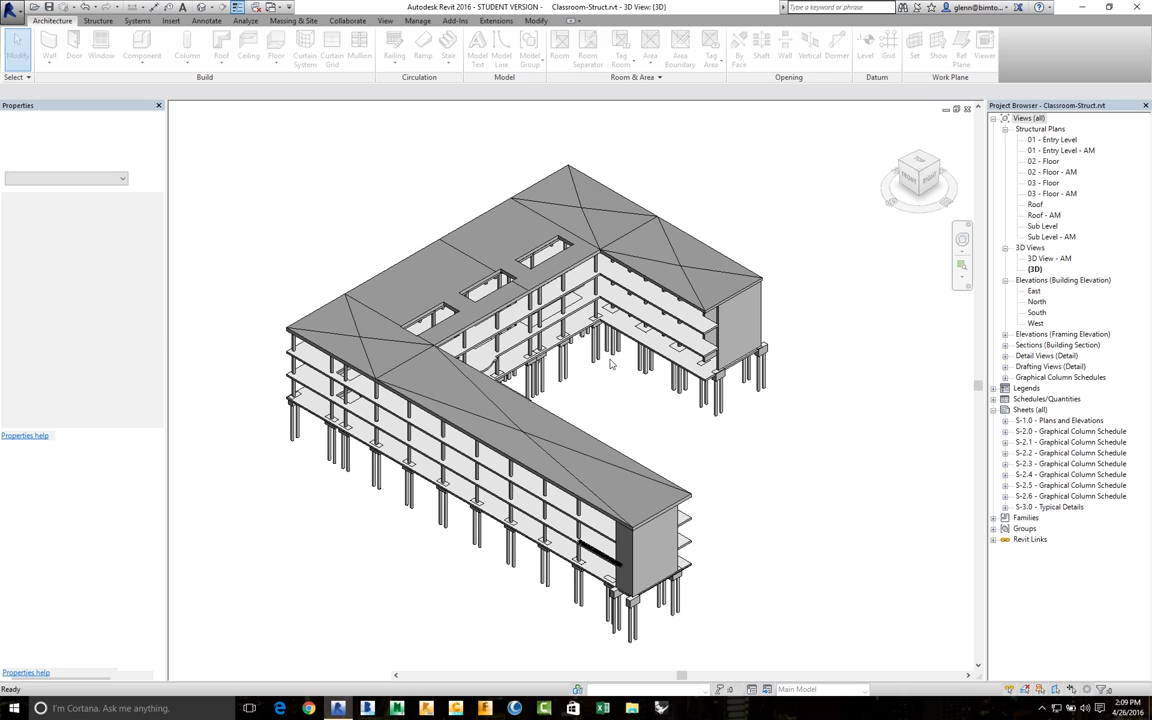 Autodesk Revit 2016 - STUDENT VERSION - Classroom-Struct.rvt - 3D View: {3D}
Type a keyword or phrase
glenn@bimto...
Architecture Structure Systems Insert Annotate Analyze Massing & Site Collaborate View Manage Add-Ins Extensions Modify
Modify Wall Door Window Component Column Roof Ceiling Floor Curtain System Curtain Grid Mullion Railing Ramp Stair Model Text Model Line Model Group Room Room Separator Tag Room Area Area Boundary Tag Area By Face Shaft Wall Vertical Dormer Level Grid Set Show Ref Plane Viewer
Select Build Circulation Model Room & Area Opening Datum Work Plane
Properties
Properties help
Properties help
TOP
FRONT
RIGHT
Project Browser - Classroom-Struct.rvt
Views (all)
Structural Plans
01 - Entry Level
01 - Entry Level - AM
02 - Floor
02 - Floor - AM
03 - Floor
03 - Floor - AM
Roof
Roof - AM
Sub Level
Sub Level - AM
3D Views
3D View - AM
{3D}
Elevations (Building Elevation)
East
North
South
West
Elevations (Framing Elevation)
Sections (Building Section)
Detail Views (Detail)
Drafting Views (Detail)
Graphical Column Schedules
Legends
Schedules/Quantities
Sheets (all)
S-1.0 - Plans and Elevations
S-2.0 - Graphical Column Schedule
S-2.1 - Graphical Column Schedule
S-2.2 - Graphical Column Schedule
S-2.3 - Graphical Column Schedule
S-2.4 - Graphical Column Schedule
S-2.5 - Graphical Column Schedule
S-2.6 - Graphical Column Schedule
S-3.0 - Typical Details
Families
Groups
Revit Links
Ready
:0
Main Model
:0
I'm Cortana. Ask me anything.
2:09 PM
4/26/2016